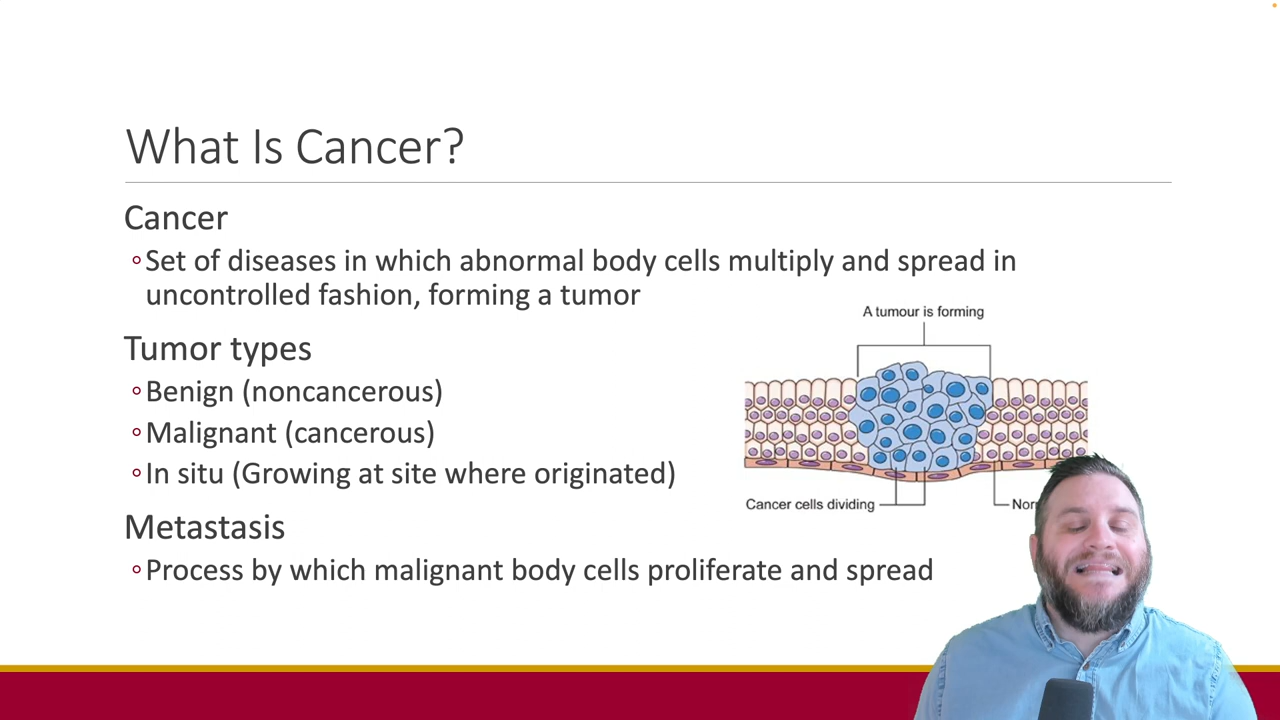 What Is Cancer?
Cancer
◦Set of diseases in which abnormal body cells multiply and spread in
uncontrolled fashion, forming a tumor
A tumour is forming
Tumor types
◦Benign (noncancerous)
◦Malignant (cancerous)
◦In situ (Growing at site where originated)
Cancer cells dividing
Metastasis
◦Process by which malignant body cells proliferate and spread